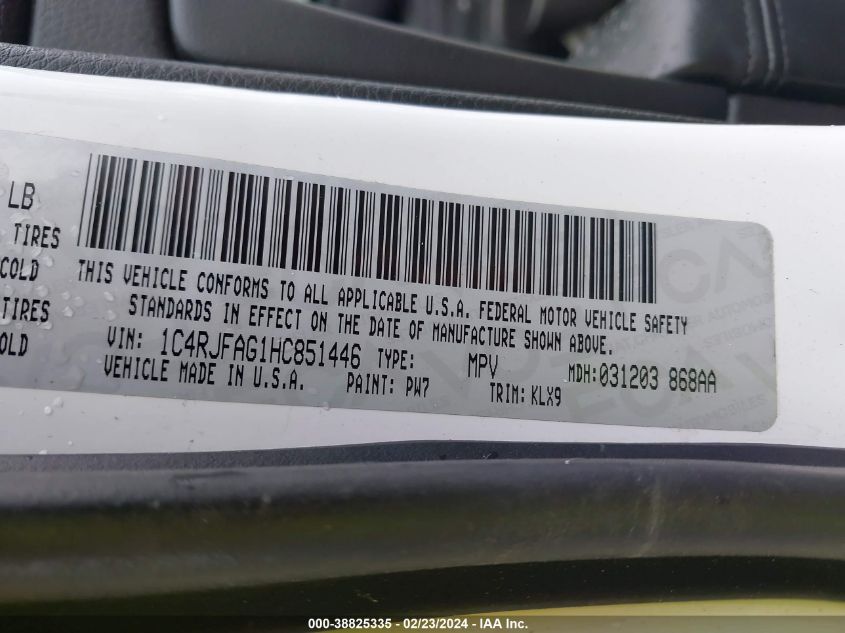 LB
TIRES
COLD
TIRES
OLD
THIS VEHICLE CONFORMS TO ALL APPLICABLE U.S.A. FEDERAL MOTOR VEHICLE SAFETY
STANDARDS IN EFFECT ON THE DATE OF MANUFACTURE SHOWN ABOVE.
VIN: 1C4RJFAG1HC851446 TYPE: MPV MDH:031203 868AA
VEHICLE MADE IN U.S.A. PAINT: PW7 TRIM: KLX9
000-38825335 - 02/23/2024 - IAA Inc.